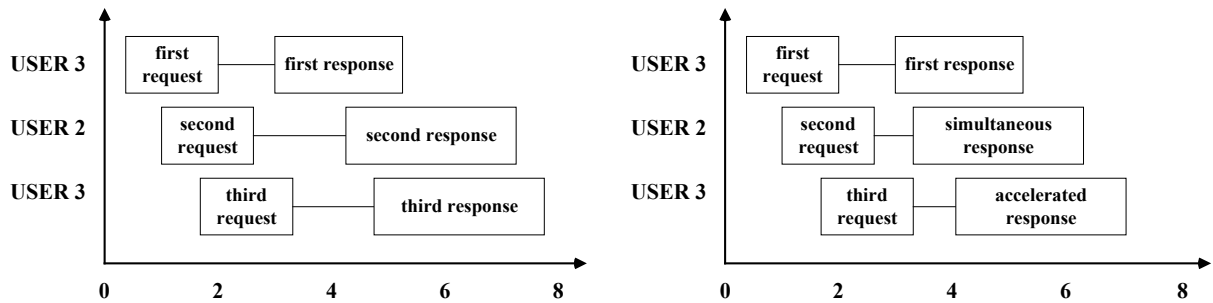 USER 3
first
request
first response
USER 2
second
request
second response
USER 3
third
request
third response
0 2 4 6 8
USER 3
first
request
first response
USER 2
second
request
simultaneous
response
USER 3
third
request
accelerated
response
0 2 4 6 8